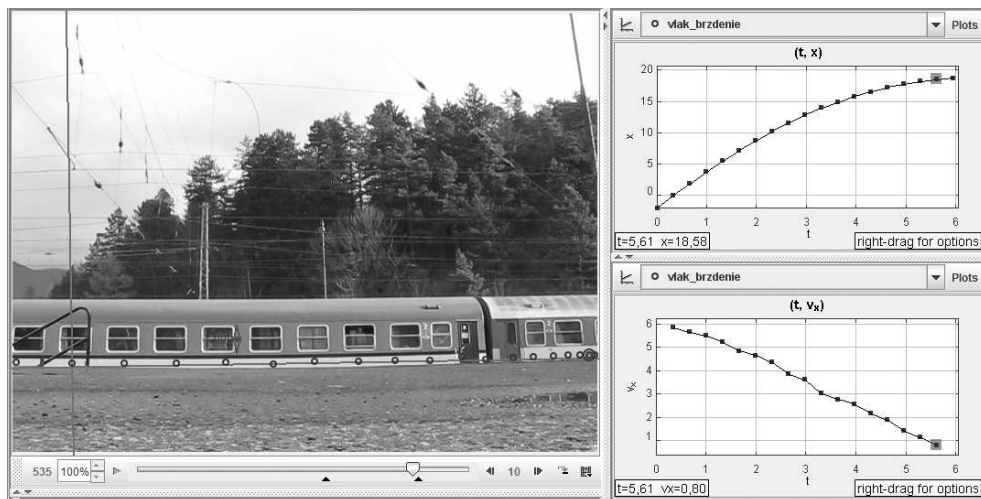 vlak_brzdenie Plots
(t, x)
20
15
10
5
0
x
0 1 2 3 4 5 6
t
t=5,61 x=18,58 right-drag for options
vlak_brzdenie Plots
(t, vx)
6
5
4
3
2
1
vx
0 1 2 3 4 5 6
t=5,61 vx=0,80 right-drag for options
535 100% 10